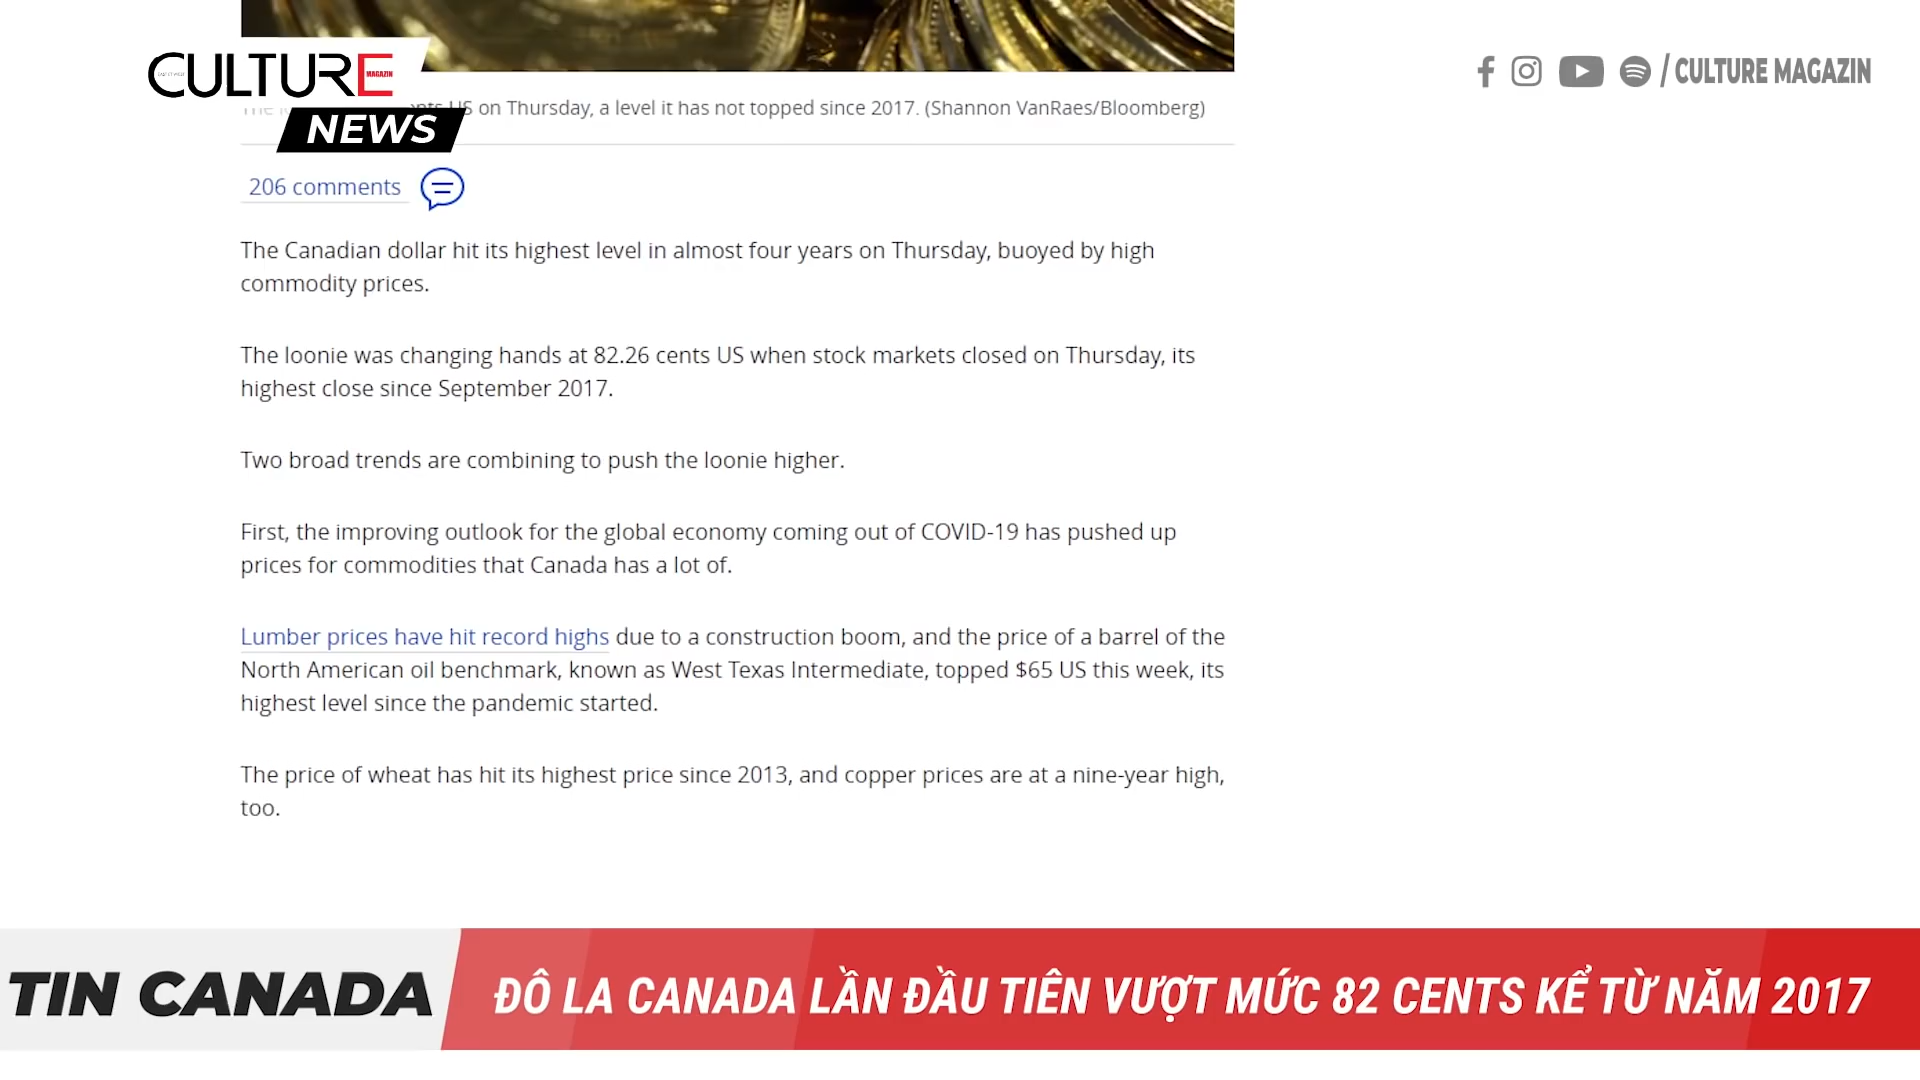 CULTURE
MAGAZIN
NEWS
/ CULTURE MAGAZIN
US on Thursday, a level it has not topped since 2017. (Shannon VanRaes/Bloomberg)
206 comments
The Canadian dollar hit its highest level in almost four years on Thursday, buoyed by high
commodity prices.
The loonie was changing hands at 82.26 cents US when stock markets closed on Thursday, its
highest close since September 2017.
Two broad trends are combining to push the loonie higher.
First, the improving outlook for the global economy coming out of COVID-19 has pushed up
prices for commodities that Canada has a lot of.
Lumber prices have hit record highs due to a construction boom, and the price of a barrel of the
North American oil benchmark, known as West Texas Intermediate, topped $65 US this week, its
highest level since the pandemic started.
The price of wheat has hit its highest price since 2013, and copper prices are at a nine-year high,
too.
TIN CANADA
ĐÔ LA CANADA LẦN ĐẦU TIÊN VƯỢT MỨC 82 CENTS KỂ TỪ NĂM 2017